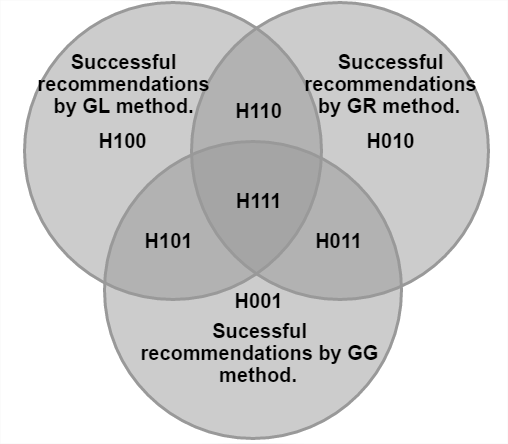 Successful
recommendations
by GL method.
H100
Successful
recommendations
by GR method.
H010
H110
H111
H101
H011
H001
Sucessful
recommendations by GG
method.